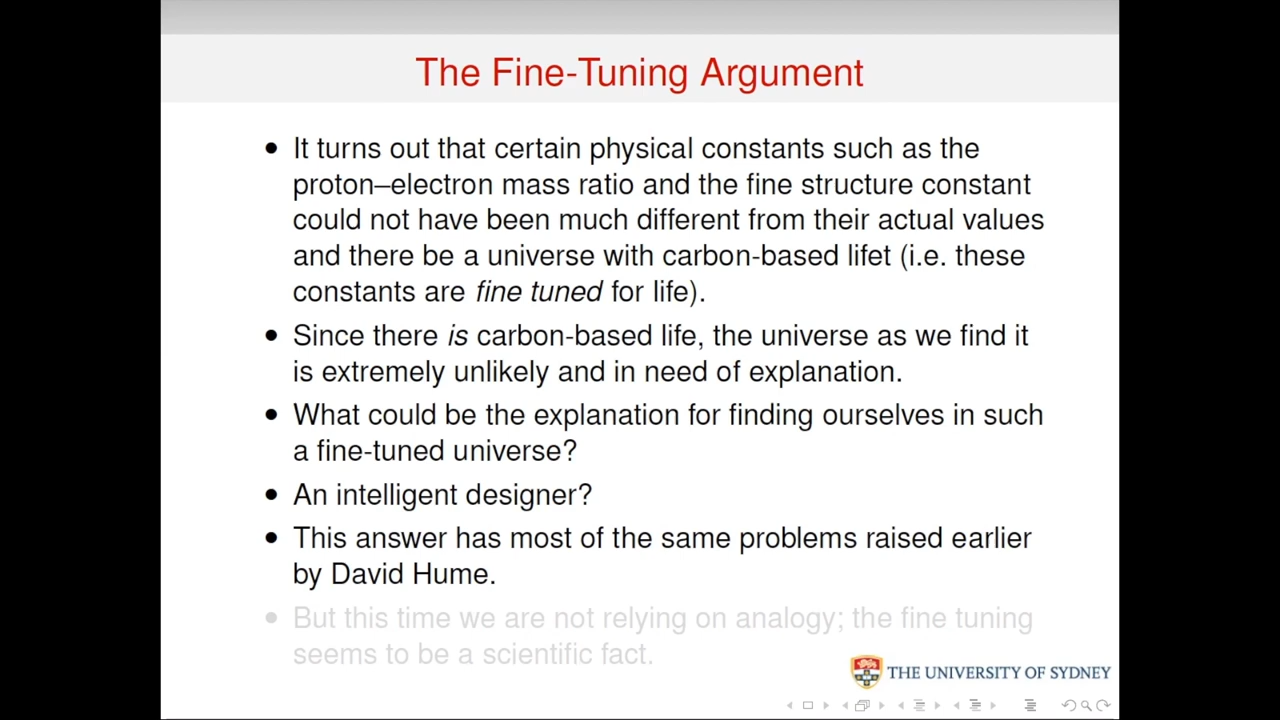 The Fine-Tuning Argument
• It turns out that certain physical constants such as the
proton–electron mass ratio and the fine structure constant
could not have been much different from their actual values
and there be a universe with carbon-based lifet (i.e. these
constants are fine tuned for life).
• Since there is carbon-based life, the universe as we find it
is extremely unlikely and in need of explanation.
• What could be the explanation for finding ourselves in such
a fine-tuned universe?
• An intelligent designer?
• This answer has most of the same problems raised earlier
by David Hume.
• But this time we are not relying on analogy; the fine tuning
seems to be a scientific fact.
THE UNIVERSITY OF SYDNEY